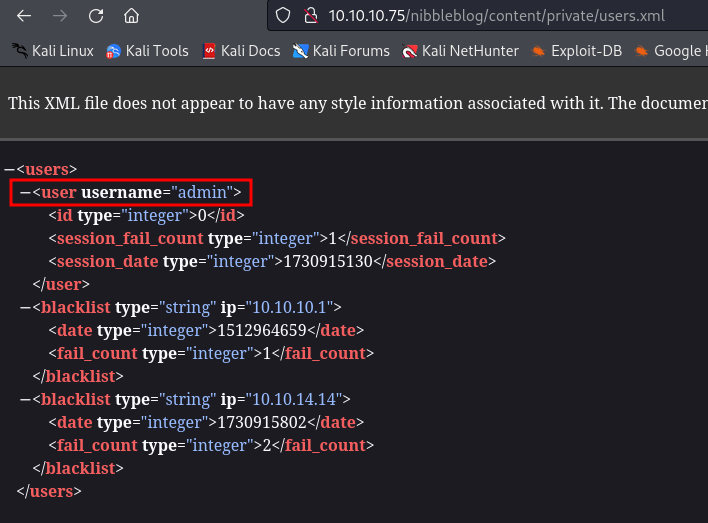 10.10.10.75/nibbleblog/content/private/users.xml
Kali Linux Kali Tools Kali Docs Kali Forums Kali NetHunter Exploit-DB Google
This XML file does not appear to have any style information associated with it. The
−<users>
−<user username="admin">
<id type="integer">0</id>
<session_fail_count type="integer">1</session_fail_count>
<session_date type="integer">1730915130</session_date>
</user>
−<blacklist type="string" ip="10.10.10.1">
<date type="integer">1512964659</date>
<fail_count type="integer">1</fail_count>
</blacklist>
−<blacklist type="string" ip="10.10.14.14">
<date type="integer">1730915802</date>
<fail_count type="integer">2</fail_count>
</blacklist>
</users>